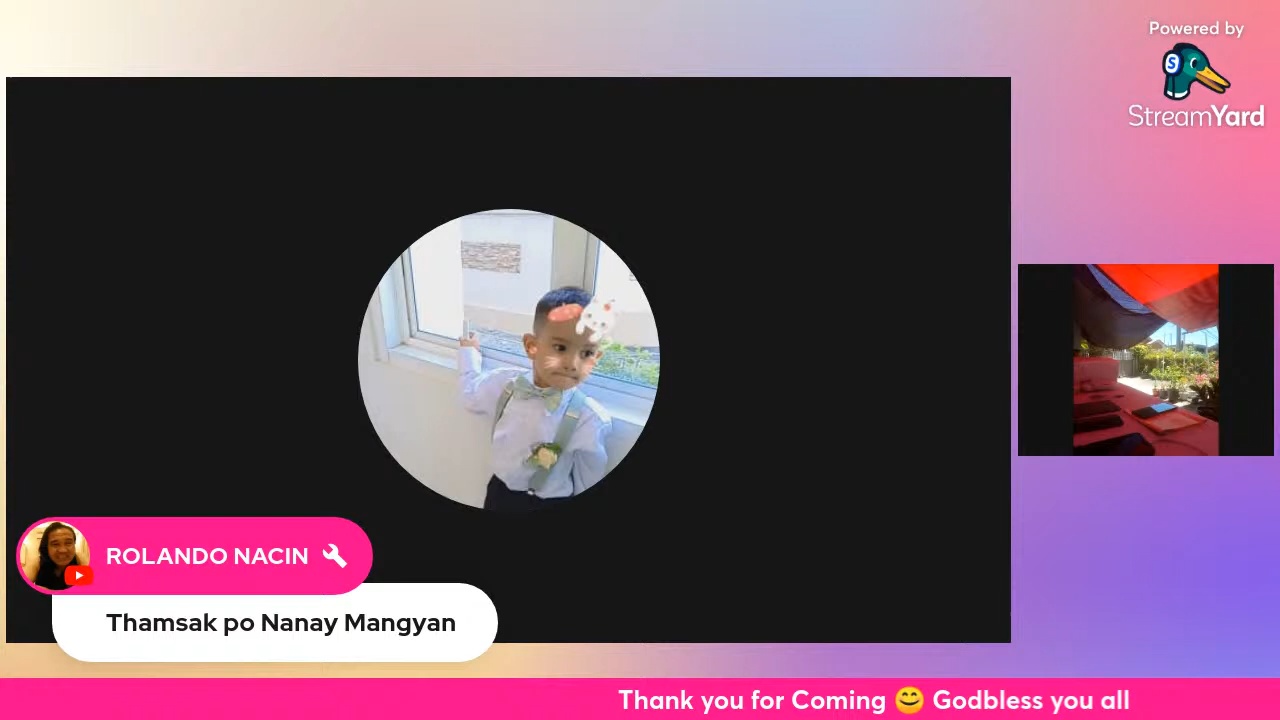 Powered by
StreamYard
ROLANDO NACIN
Thamsak po Nanay Mangyan
Thank you for Coming 😊 Godbless you all